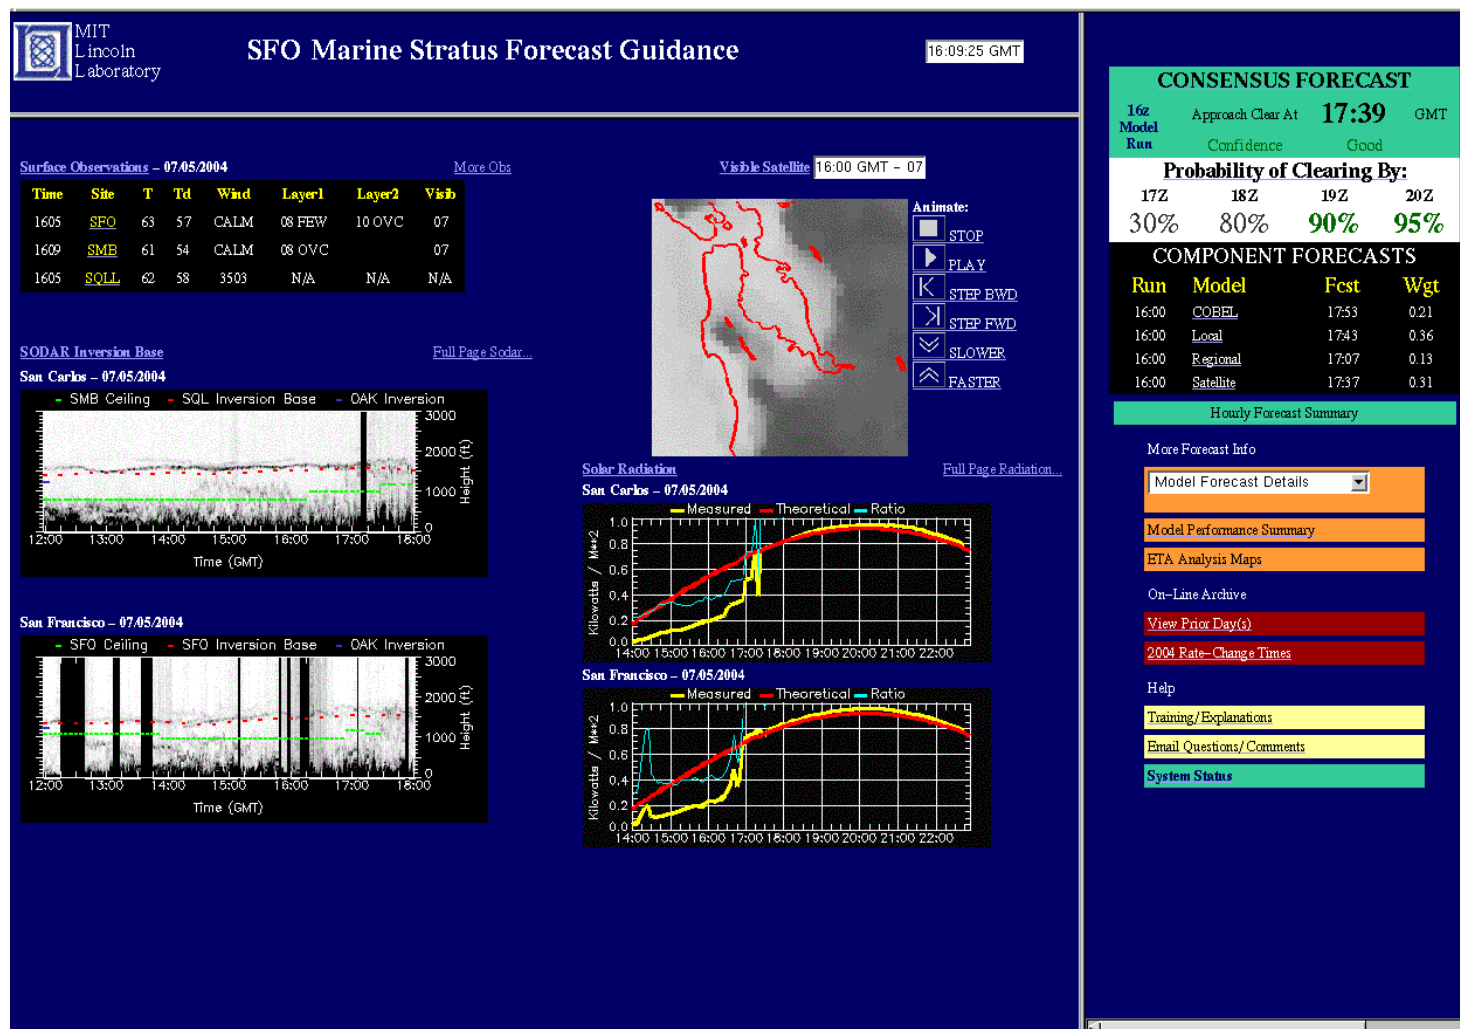 MIT
Lincoln
Laboratory
SFO Marine Stratus Forecast Guidance
16:09:25 GMT
Surface Observations – 07/05/2004
More Obs
Time Site T Td Wind Layer1 Layer2 Visib
1605 SFO 63 57 CALM 08 FEW 10 OVC 07
1609 SMB 61 54 CALM 08 OVC 07
1605 SQLL 62 58 3503 N/A N/A N/A
SODAR Inversion Base
Full Page Sodar...
San Carlos – 07/05/2004
- SMB Ceiling - SQL Inversion Base - OAK Inversion
3000
2000
1000
0
Height (ft)
12:00 13:00 14:00 15:00 16:00 17:00 18:00
Time (GMT)
San Francisco – 07/05/2004
- SFO Ceiling - SFO Inversion Base - OAK Inversion
3000
2000
1000
0
Height (ft)
12:00 13:00 14:00 15:00 16:00 17:00 18:00
Time (GMT)
Visible Satellite 16:00 GMT - 07
Animate:
STOP
PLAY
STEP BWD
STEP FWD
SLOWER
FASTER
Solar Radiation
Full Page Radiation...
San Carlos – 07/05/2004
Measured Theoretical Ratio
Kilowatts / M**2
1.0
0.8
0.6
0.4
0.2
0.0
14:00 15:00 16:00 17:00 18:00 19:00 20:00 21:00 22:00
San Francisco – 07/05/2004
Measured Theoretical Ratio
Kilowatts / M**2
1.0
0.8
0.6
0.4
0.2
0.0
14:00 15:00 16:00 17:00 18:00 19:00 20:00 21:00 22:00
CONSENSUS FORECAST
16z
Model
Run
Approach Clear At 17:39 GMT
Confidence Good
Probability of Clearing By:
17Z 18Z 19Z 20Z
30% 80% 90% 95%
COMPONENT FORECASTS
Run Model Fcst Wgt
16:00 COBEL 17:53 0.21
16:00 Local 17:43 0.36
16:00 Regional 17:07 0.13
16:00 Satellite 17:37 0.31
Hourly Forecast Summary
More Forecast Info
Model Forecast Details
Model Performance Summary
ETA Analysis Maps
On-Line Archive
View Prior Day(s)
2004 Rate-Change Times
Help
Training/Explanations
Email Questions/Comments
System Status